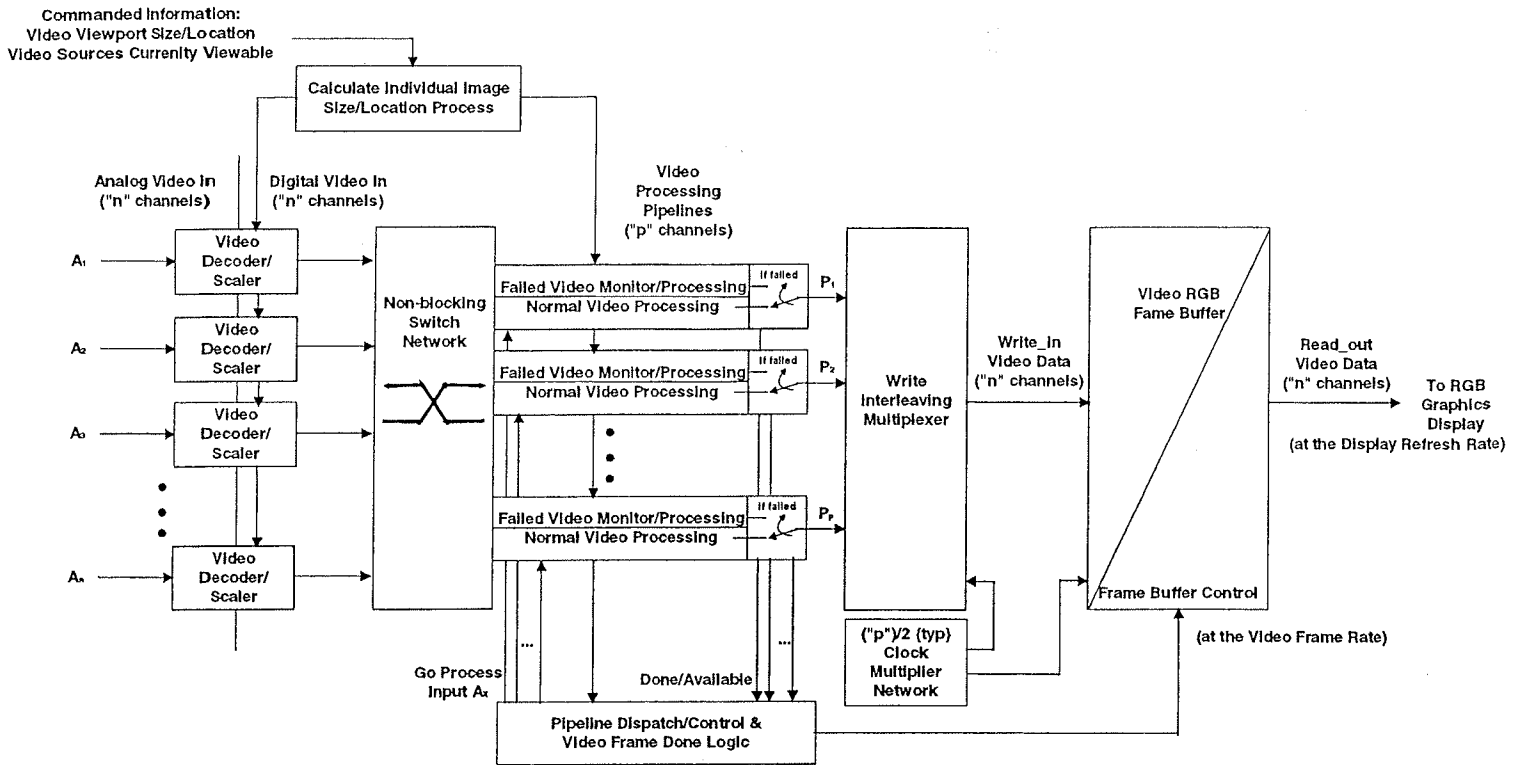 Commanded Information:
Video Viewport Size/Location
Video Sources Currently Viewable
Calculate Individual Image
Size/Location Process
Analog Video In
("n" channels)
Digital Video In
("n" channels)
Video
Processing
Pipelines
("p" channels)
A₁
Video
Decoder/
Scaler
A₂
Video
Decoder/
Scaler
A₃
Video
Decoder/
Scaler
Aₙ
Video
Decoder/
Scaler
Non-blocking
Switch
Network
Failed Video Monitor/Processing
Normal Video Processing
If failed
P₁
Failed Video Monitor/Processing
Normal Video Processing
If failed
P₂
Failed Video Monitor/Processing
Normal Video Processing
If failed
Pₚ
Write
Interleaving
Multiplexer
Write_in
Video Data
("n" channels)
Video RGB
Fame Buffer
Frame Buffer Control
Read_out
Video Data
("n" channels)
To RGB
Graphics
Display
(at the Display Refresh Rate)
("p")/2 (typ)
Clock
Multiplier
Network
(at the Video Frame Rate)
...
...
Go Process
Input Aₓ
Done/Available
Pipeline Dispatch/Control &
Video Frame Done Logic